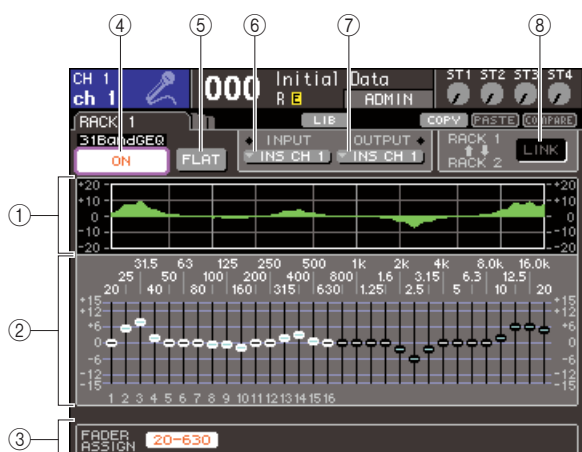 ④ ⑤ ⑥ ⑦ ⑧
CH 1 000 Initial Data ST1 ST2 ST3 ST4
ch 1 R E ADMIN
RACK 1 LIB COPY PASTE COMPARE
31BandGEQ INPUT OUTPUT RACK 1
ON FLAT INS CH 1 INS CH 1 LINK
RACK 2
①
+20 +20
+10 +10
0 0
-10 -10
-20 -20
②
31.5 63 125 250 500 1k 2k 4k 8.0k 16.0k
25 50 100 200 400 800 1.6 3.15 6.3 12.5
20 40 80 160 315 630 1.25 2.5 5 10 20
+15 +15
+12 +12
+6 +6
0 0
-6 -6
-12 -12
-15 -15
1 2 3 4 5 6 7 8 9 10 11 12 13 14 15 16
③
FADER
ASSIGN 20-630